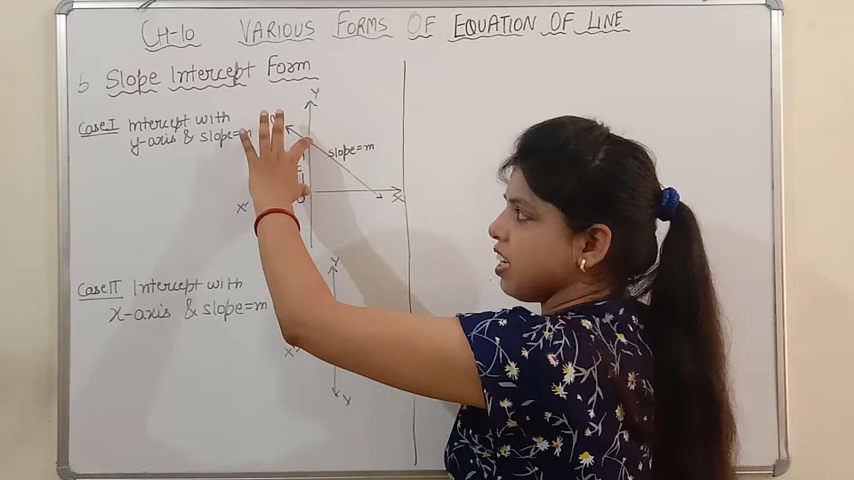 CH-10 VARIOUS FORMS OF EQUATION OF LINE
Slope Intercept Form
Case I Intercept with
y-axis & slope=
Y
slope=m
X'
O
X
Case II Intercept with
x-axis & slope=m
Y
X'
Y